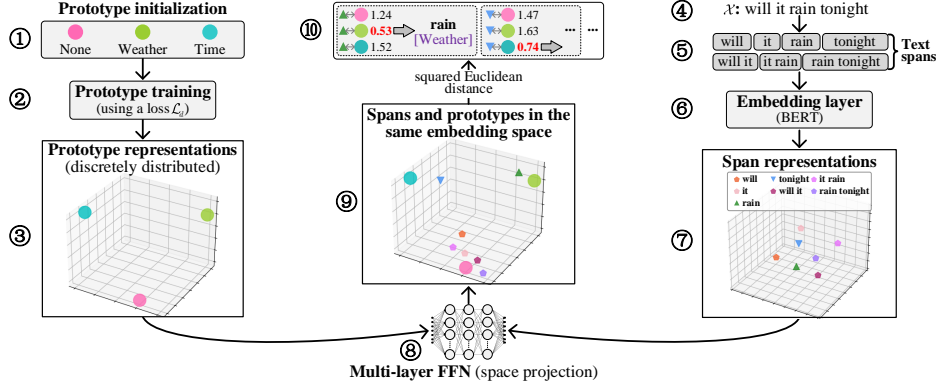 Prototype initialization
①
None Weather Time
②
Prototype training
(using a loss ℒd)
③
Prototype representations
(discretely distributed)
⑩
1.24
0.53
1.52
rain
[Weather]
1.47
1.63
0.74
... ...
squared Euclidean
distance
⑨
Spans and prototypes in the
same embedding space
⑧
Multi-layer FFN (space projection)
④
𝒳: will it rain tonight
⑤
will it rain tonight
will it it rain rain tonight
Text
spans
⑥
Embedding layer
(BERT)
⑦
Span representations
will tonight it rain
it will it rain tonight
rain